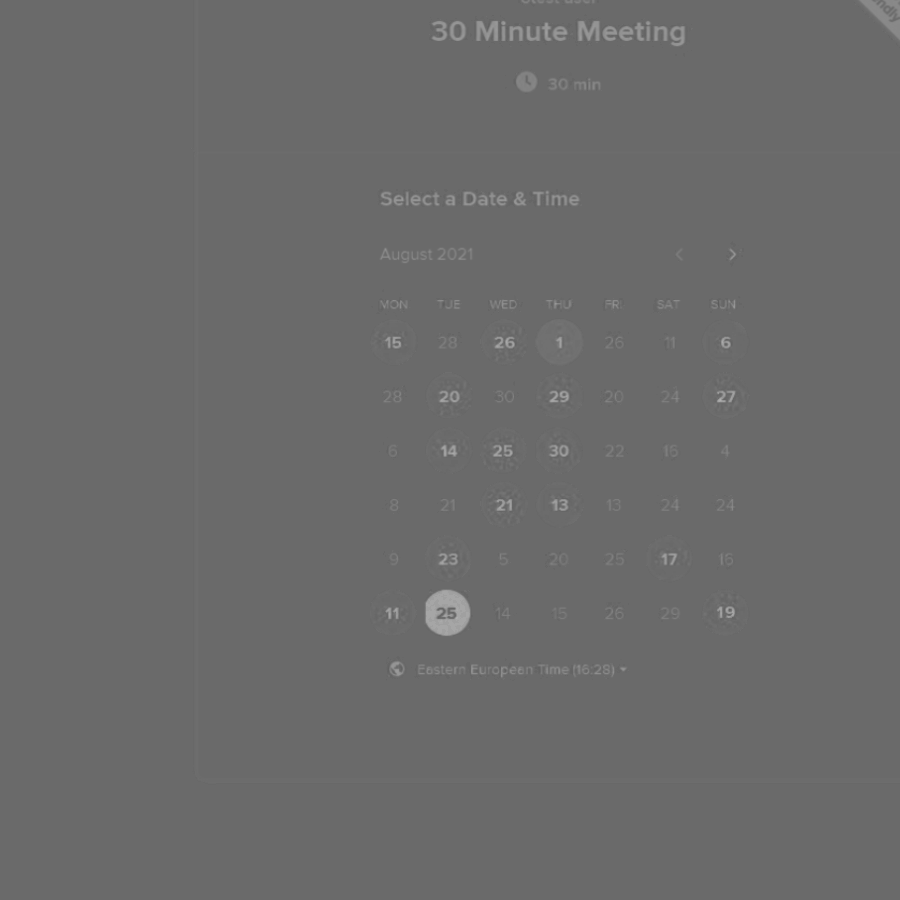 30 Minute Meeting
30 min
Select a Date & Time
August 2021
MON TUE WED THU FRI SAT SUN
15 28 26 1 26 11 6
28 20 30 29 20 24 27
6 14 25 30 22 4
8 21 21 13 13 24 24
9 23 5 20 25 17 16
11 25 14 15 26 29 19
Eastern European Time (16:28)